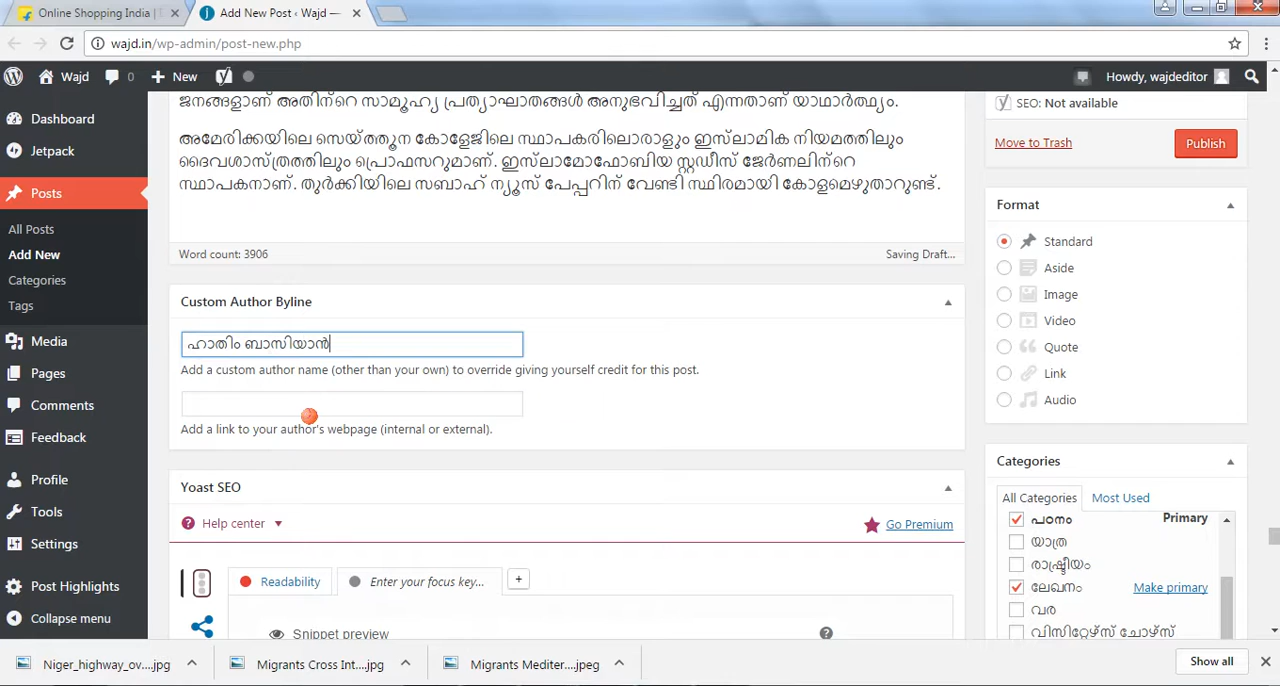 Online Shopping India |
Add New Post ‹ Wajd —
wajd.in/wp-admin/post-new.php
Wajd
0
New
Howdy, wajdeditor
Dashboard
Jetpack
Posts
All Posts
Add New
Categories
Tags
Media
Pages
Comments
Feedback
Profile
Tools
Settings
Post Highlights
Collapse menu
ജനങ്ങളാണ് അതിന്റെ സാമൂഹ്യ പ്രത്യാഘാതങ്ങൾ അനുഭവിച്ചത് എന്നതാണ് യാഥാർത്ഥ്യം.
അമേരിക്കയിലെ സെയ്ത്തൂന കോളേജിലെ സ്ഥാപകരിലൊരാളും ഇസ്‌ലാമിക നിയമത്തിലും
ദൈവശാസ്ത്രത്തിലും പ്രൊഫസറുമാണ്. ഇസ്‌ലാമോഫോബിയ സ്റ്റഡീസ് ജേർണലിന്റെ
സ്ഥാപകനാണ്. തുർക്കിയിലെ സബാഹ് ന്യൂസ് പേപ്പറിന് വേണ്ടി സ്ഥിരമായി കോളമെഴുതാറുണ്ട്.
Word count: 3906
Saving Draft...
Custom Author Byline
ഹാതിം ബാസിയാൻ
Add a custom author name (other than your own) to override giving yourself credit for this post.
Add a link to your author's webpage (internal or external).
Yoast SEO
Help center
Go Premium
Readability
Enter your focus key...
+
Snippet preview
SEO: Not available
Move to Trash
Publish
Format
Standard
Aside
Image
Video
Quote
Link
Audio
Categories
All Categories
Most Used
പഠനം
Primary
യാത്ര
രാഷ്ട്രീയം
ലേഖനം
Make primary
വര
വിസിറ്റേഴ്സ് ചോഴ്സ്
Niger_highway_ov....jpg
Migrants Cross Int....jpg
Migrants Mediter....jpeg
Show all